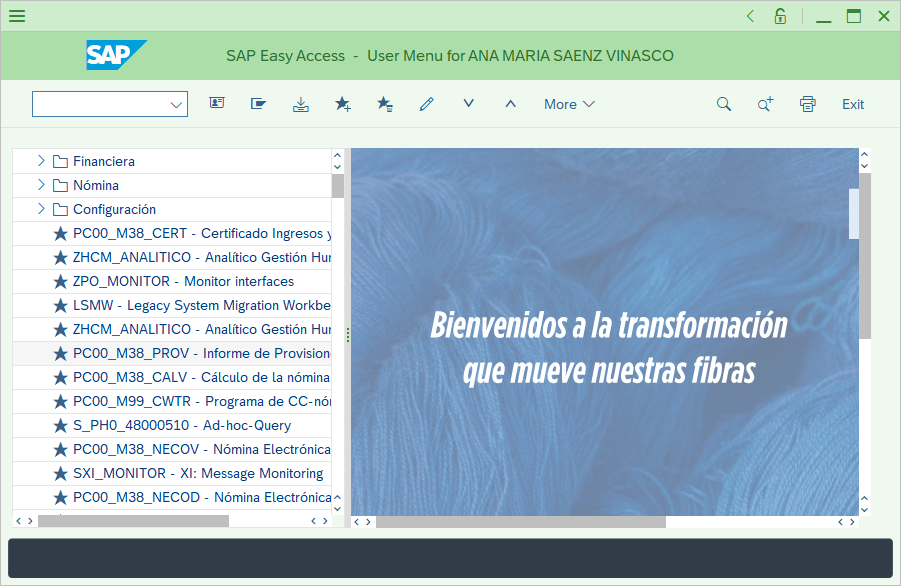 SAP
SAP Easy Access - User Menu for ANA MARIA SAENZ VINASCO
More
Exit
Financiera
Nómina
Configuración
PC00_M38_CERT - Certificado Ingresos y
ZHCM_ANALITICO - Analítico Gestión Hur
ZPO_MONITOR - Monitor interfaces
LSMW - Legacy System Migration Workbe
ZHCM_ANALITICO - Analítico Gestión Hur
PC00_M38_PROV - Informe de Provision
PC00_M38_CALV - Cálculo de la nómina
PC00_M99_CWTR - Programa de CC-nór
S_PH0_48000510 - Ad-hoc-Query
PC00_M38_NECOV - Nómina Electrónica
SXI_MONITOR - XI: Message Monitoring
PC00_M38_NECOD - Nómina Electrónica
Bienvenidos a la transformación
que mueve nuestras fibras